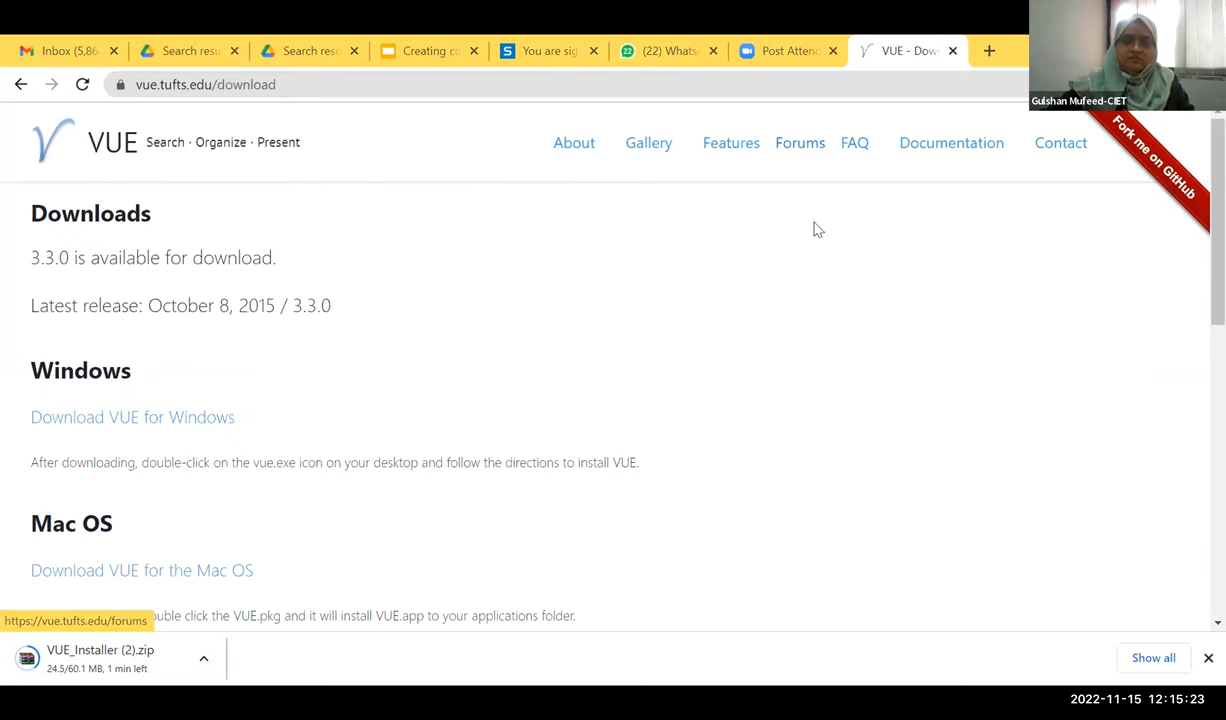 Inbox (5,86
Search resu
Search resu
Creating co
You are sig
(22) Whats
Post Attend
VUE - Dow
vue.tufts.edu/download
Gulshan Mufeed-CIET
VUE Search · Organize · Present
About
Gallery
Features
Forums
FAQ
Documentation
Contact
Fork me on GitHub
Downloads
3.3.0 is available for download.
Latest release: October 8, 2015 / 3.3.0
Windows
Download VUE for Windows
After downloading, double-click on the vue.exe icon on your desktop and follow the directions to install VUE.
Mac OS
Download VUE for the Mac OS
ouble click the VUE.pkg and it will install VUE.app to your applications folder.
https://vue.tufts.edu/forums
VUE_Installer (2).zip
24.5/60.1 MB, 1 min left
Show all
2022-11-15 12:15:23